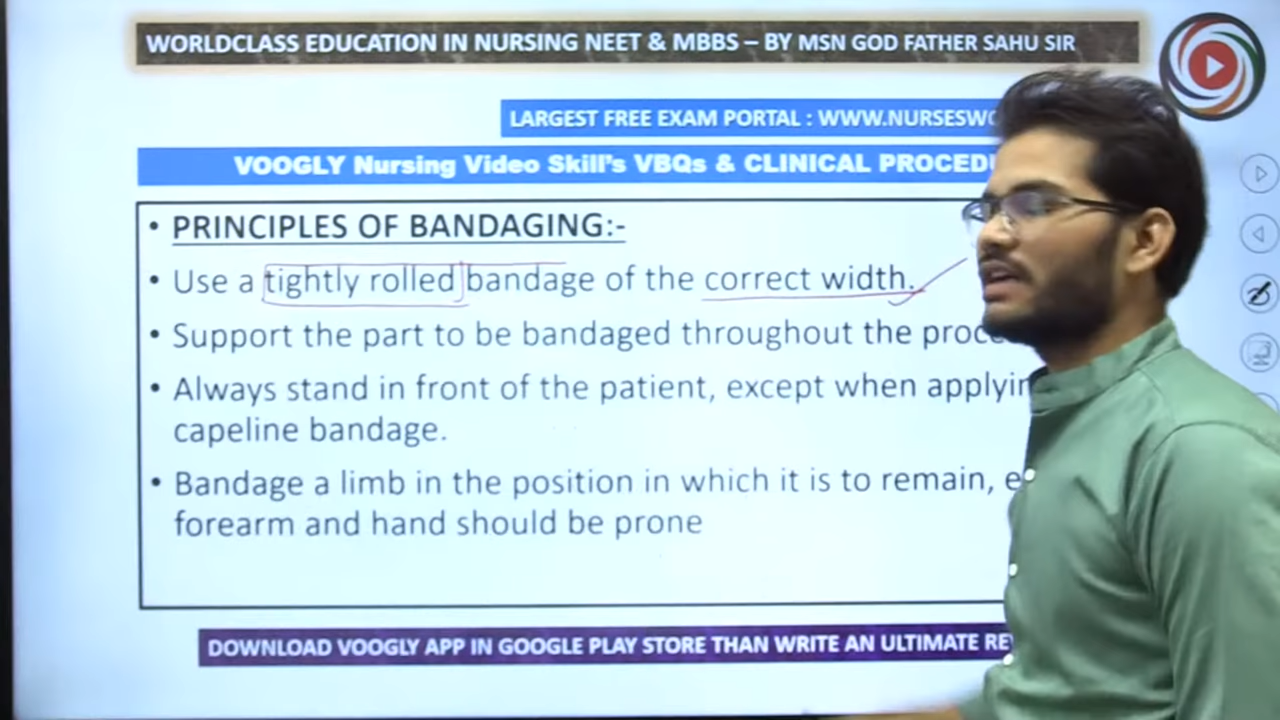 WORLDCLASS EDUCATION IN NURSING NEET & MBBS – BY MSN GOD FATHER SAHU SIR
LARGEST FREE EXAM PORTAL : WWW.NURSESWO
VOOGLY Nursing Video Skill's VBQs & CLINICAL PROCEDU
• PRINCIPLES OF BANDAGING:-
• Use a tightly rolled bandage of the correct width.
• Support the part to be bandaged throughout the proce
• Always stand in front of the patient, except when applyin
capeline bandage.
• Bandage a limb in the position in which it is to remain, e
forearm and hand should be prone
DOWNLOAD VOOGLY APP IN GOOGLE PLAY STORE THAN WRITE AN ULTIMATE RE